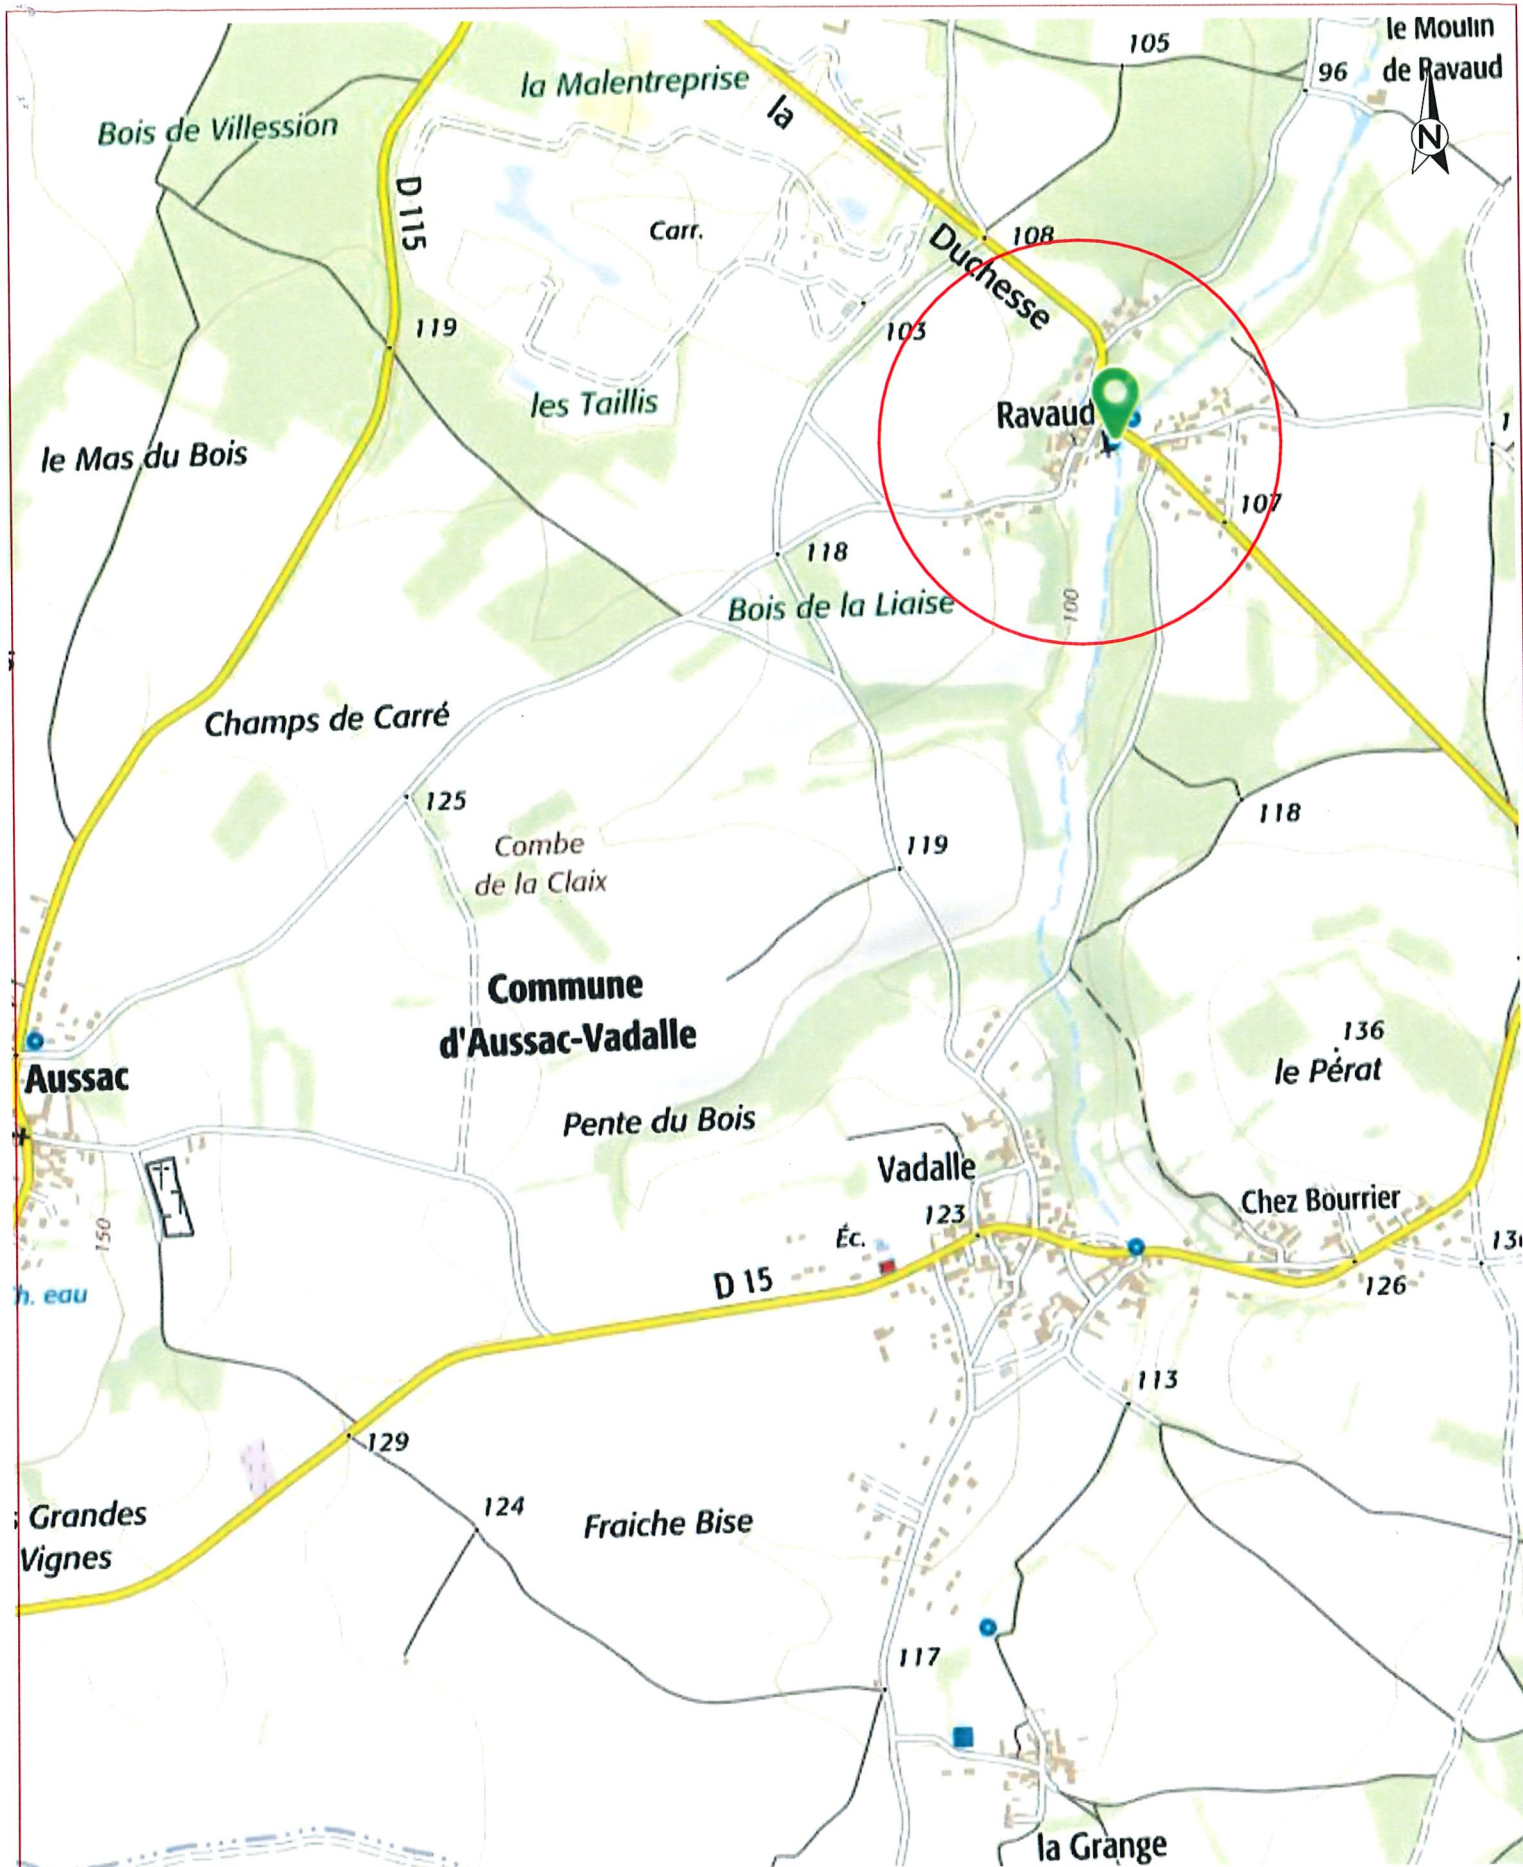 le Moulin
de Ravaud
105
96
la Malentreprise
la
Bois de Villession
N
D 115
Carr.
108
Duchesse
119
103
les Taillis
Ravaud
le Mas du Bois
1
107
118
Bois de la Liaise
100
Champs de Carré
125
118
Combe
de la Claix
119
Commune
d'Aussac-Vadalle
136
le Pérat
Aussac
Pente du Bois
Vadalle
Chez Bourrier
123
150
Éc.
D 15
126
h. eau
113
129
124
Grandes
Vignes
Fraiche Bise
117
la Grange